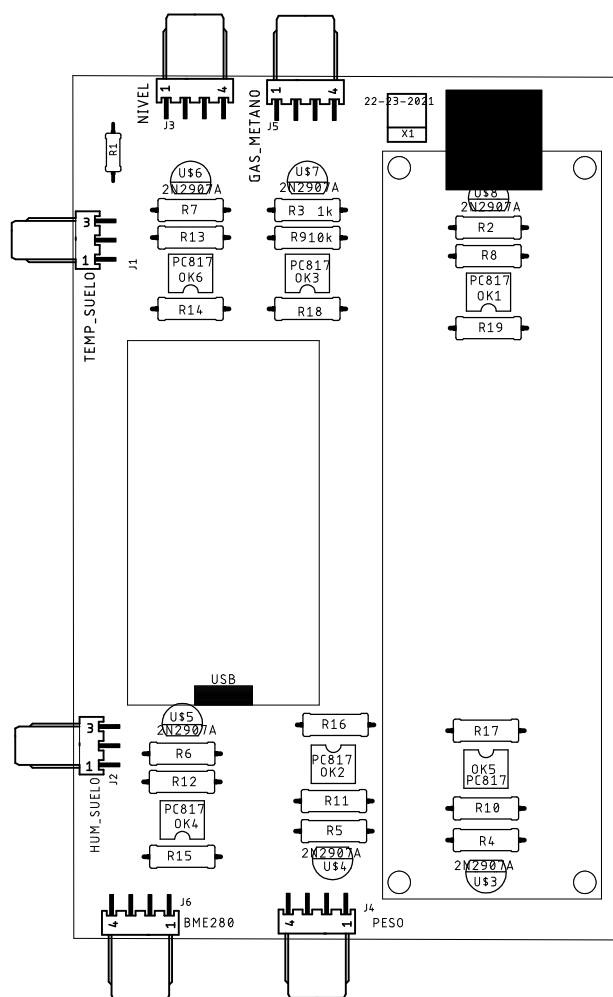 1 4
NIVEL
J3
1 4
GAS_METANO
J5
22-23-2021
X1
R1
U$6
2N2907A
R7
R13
PC817
OK6
R14
U$7
2N2907A
R3 1k
R9 10k
PC817
OK3
R18
U$8
2N2907A
R2
R8
PC817
OK1
R19
3
1
J1
TEMP_SUELO
USB
U$5
2N2907A
R6
R12
PC817
OK4
R15
3
1
J2
HUM_SUELO
R16
PC817
OK2
R11
R5
2N2907A
U$4
R17
OK5
PC817
R10
R4
2N2907A
U$3
J6
4 1
BME280
J4
4 1
PESO